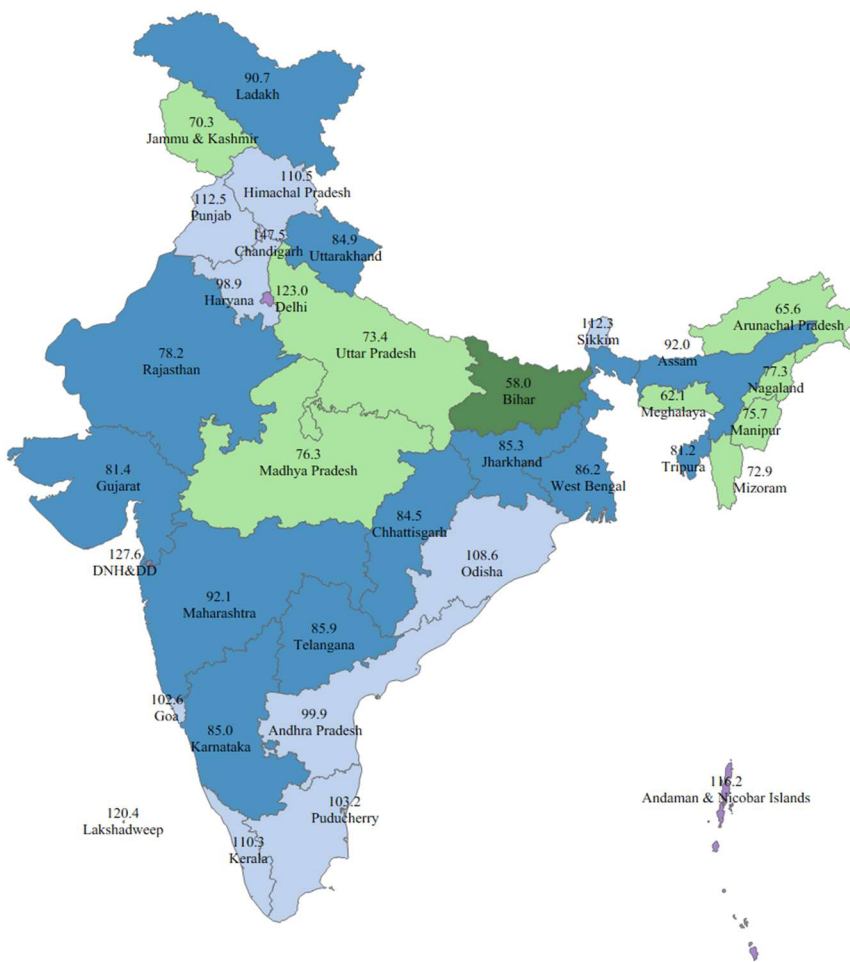 90.7
Ladakh
70.3
Jammu & Kashmir
110.5
Himachal Pradesh
112.5
Punjab
147.5
Chandigarh
84.9
Uttarakhand
98.9
Haryana
123.0
Delhi
65.6
Arunachal Pradesh
112.3
Sikkim
92.0
Assam
73.4
Uttar Pradesh
78.2
Rajasthan
58.0
Bihar
77.3
Nagaland
62.1
Meghalaya
75.7
Manipur
76.3
Madhya Pradesh
85.3
Jharkhand
81.2
Tripura
81.4
Gujarat
86.2
West Bengal
72.9
Mizoram
84.5
Chhattisgarh
127.6
DNH&DD
108.6
Odisha
92.1
Maharashtra
85.9
Telangana
102.6
Goa
99.9
Andhra Pradesh
85.0
Karnataka
116.2
Andaman & Nicobar Islands
103.2
Puducherry
120.4
Lakshadweep
110.3
Kerala